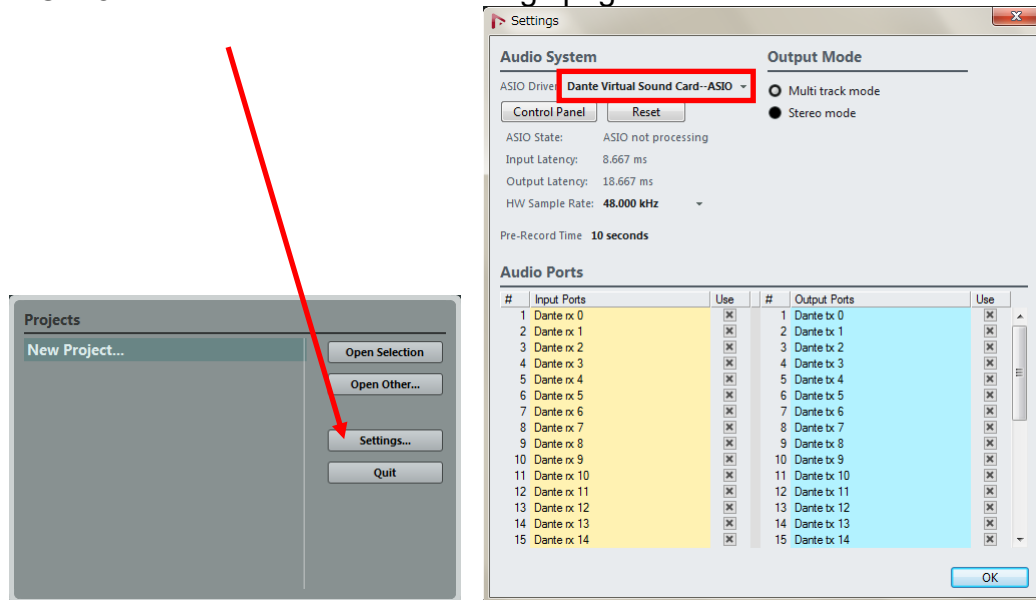 Settings
x
Audio System
Output Mode
ASIO Driver Dante Virtual Sound Card--ASIO
Multi track mode
Control Panel Reset
Stereo mode
ASIO State: ASIO not processing
Input Latency: 8.667 ms
Output Latency: 18.667 ms
HW Sample Rate: 48.000 kHz
Pre-Record Time 10 seconds
Audio Ports
# Input Ports Use # Output Ports Use
1 Dante rx 0 1 Dante tx 0
2 Dante rx 1 2 Dante tx 1
3 Dante rx 2 3 Dante tx 2
4 Dante rx 3 4 Dante tx 3
5 Dante rx 4 5 Dante tx 4
6 Dante rx 5 6 Dante tx 5
7 Dante rx 6 7 Dante tx 6
8 Dante rx 7 8 Dante tx 7
9 Dante rx 8 9 Dante tx 8
10 Dante rx 9 10 Dante tx 9
11 Dante rx 10 11 Dante tx 10
12 Dante rx 11 12 Dante tx 11
13 Dante rx 12 13 Dante tx 12
14 Dante rx 13 14 Dante tx 13
15 Dante rx 14 15 Dante tx 14
OK
Projects
New Project...
Open Selection
Open Other...
Settings...
Quit